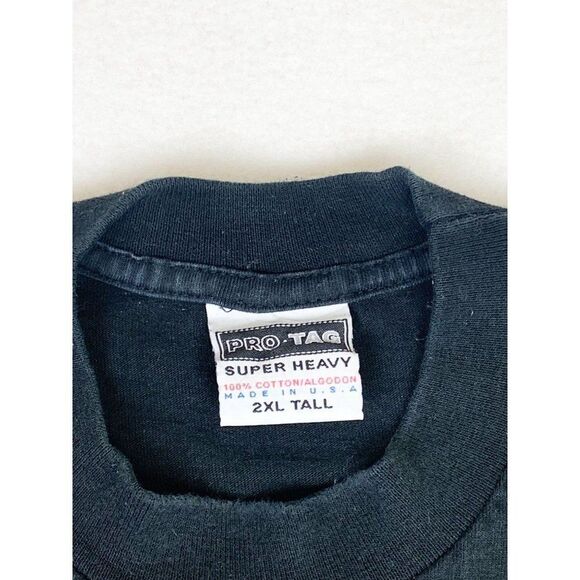 PRO·TAG
SUPER HEAVY
100% COTTON/ALGODON
MADE IN U.S.A
2XL TALL